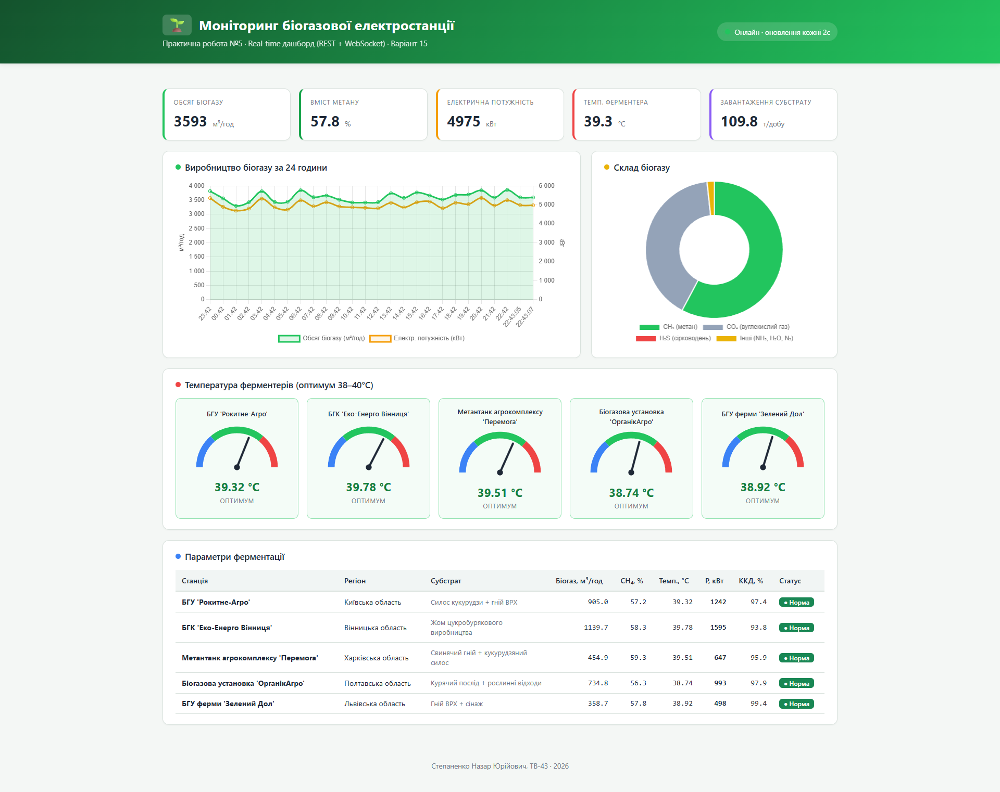 Моніторинг біогазової електростанції
Практична робота №5 · Real-time дашборд (REST + WebSocket) · Варіант 15
Онлайн · оновлення кожні 2с
ОБСЯГ БІОГАЗУ
3593 м³/год
ВМІСТ МЕТАНУ
57.8 %
ЕЛЕКТРИЧНА ПОТУЖНІСТЬ
4975 кВт
ТЕМП. ФЕРМЕНТЕРА
39.3 °C
ЗАВАНТАЖЕННЯ СУБСТРАТУ
109.8 т/добу
Виробництво біогазу за 24 години
4 000
3 500
3 000
2 500
2 000
1 500
1 000
500
0
м³/год
6 000
5 000
4 000
3 000
2 000
1 000
0
кВт
23:42 00:42 01:42 02:42 03:42 04:42 05:42 06:42 07:42 08:42 09:42 10:42 11:42 12:42 13:42 14:42 15:42 16:42 17:42 18:42 19:42 20:42 21:42 22:42 22:43:05 22:43:07
Обсяг біогазу (м³/год) Електр. потужність (кВт)
Склад біогазу
CH₄ (метан) CO₂ (вуглекислий газ)
H₂S (сірководень) Інші (NH₃, H₂O, N₂)
Температура ферментерів (оптимум 38–40°C)
БГУ 'Рокитне-Агро'
39.32 °C
ОПТИМУМ
БГК 'Еко-Енерго Вінниця'
39.78 °C
ОПТИМУМ
Метантанк агрокомплексу
'Перемога'
39.51 °C
ОПТИМУМ
Біогазова установка
'ОрганікАгро'
38.74 °C
ОПТИМУМ
БГУ ферми 'Зелений Дол'
38.92 °C
ОПТИМУМ
Параметри ферментації
Станція Регіон Субстрат Біогаз, м³/год CH₄, % Темп., °C P, кВт ККД, % Статус
БГУ 'Рокитне-Агро' Київська область Силос кукурудзи + гній ВРХ 905.0 57.2 39.32 1242 97.4 ● Норма
БГК 'Еко-Енерго Вінниця' Вінницька область Жом цукробурякового
виробництва 1139.7 58.3 39.78 1595 93.8 ● Норма
Метантанк агрокомплексу 'Перемога' Харківська область Свинячий гній + кукурудзяний
силос 454.9 59.3 39.51 647 95.9 ● Норма
Біогазова установка 'ОрганікАгро' Полтавська область Курячий послід + рослинні відходи 734.8 56.3 38.74 993 97.9 ● Норма
БГУ ферми 'Зелений Дол' Львівська область Гній ВРХ + сінаж 358.7 57.8 38.92 498 99.4 ● Норма
Степаненко Назар Юрійович, ТВ-43 · 2026